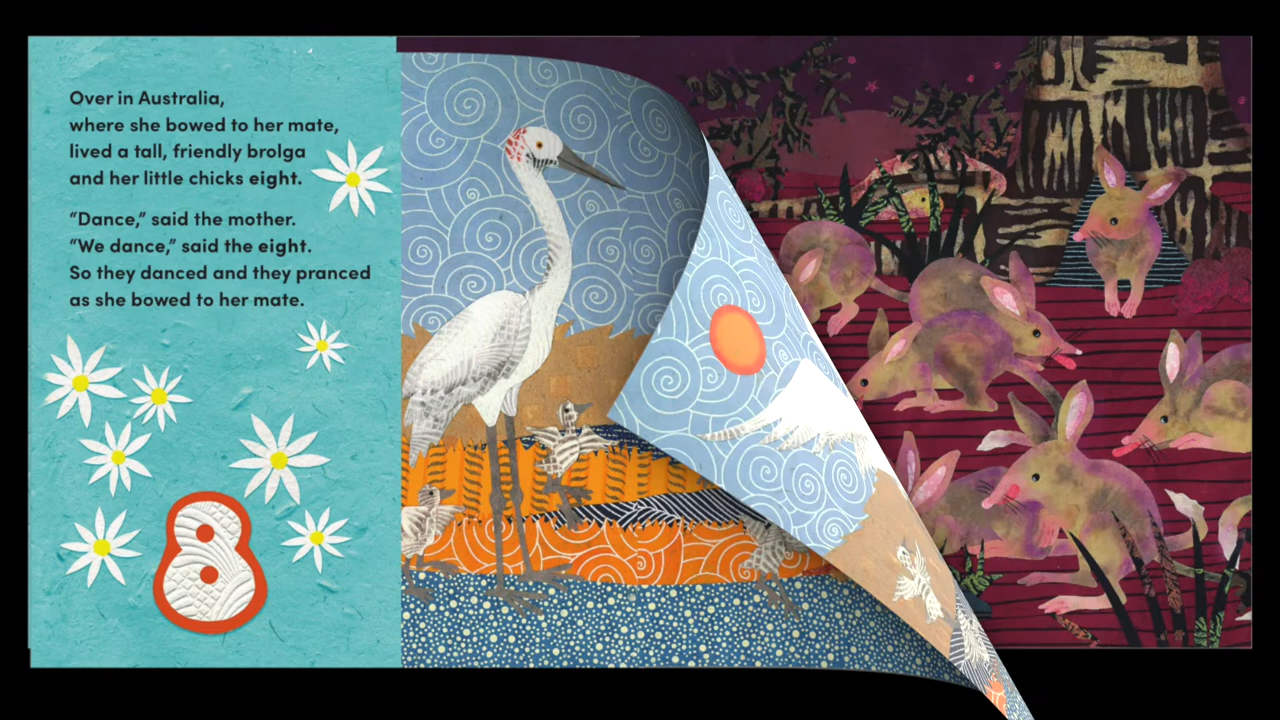 Over in Australia,
where she bowed to her mate,
lived a tall, friendly brolga
and her little chicks eight.
“Dance,” said the mother.
“We dance,” said the eight.
So they danced and they pranced
as she bowed to her mate.
8